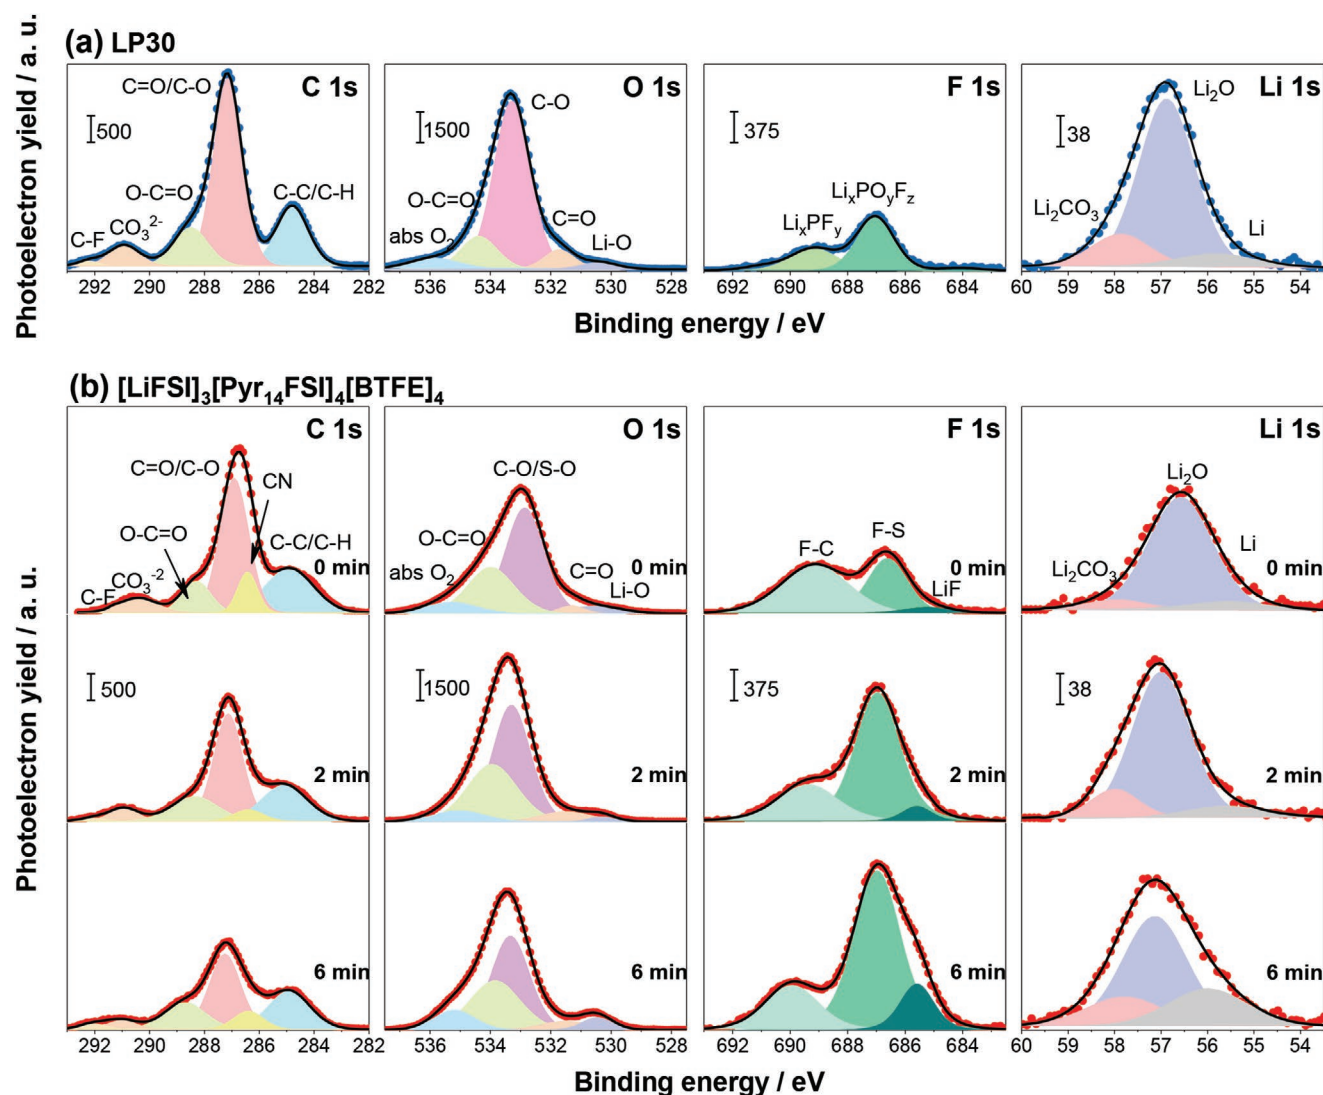 (a) LP30
Photoelectron yield / a. u.
C 1s
C=O/C-O
500
O-C=O
C-C/C-H
CO₃²⁻
C-F
292 290 288 286 284 282
O 1s
C-O
1500
O-C=O
C=O
abs O₂
Li-O
536 534 532 530 528
F 1s
375
LiₓPOᵧF_z
LiₓPFᵧ
692 690 688 686 684
Li 1s
Li₂O
38
Li₂CO₃
Li
60 59 58 57 56 55 54
Binding energy / eV
(b) [LiFSI]₃[Pyr₁₄FSI]₄[BTFE]₄
Photoelectron yield / a. u.
C 1s
C=O/C-O
CN
O-C=O
C-C/C-H
0 min
CO₃⁻²
C-F
500
2 min
6 min
292 290 288 286 284 282
O 1s
C-O/S-O
O-C=O
abs O₂
C=O
0 min
Li-O
1500
2 min
6 min
536 534 532 530 528
F 1s
F-S
F-C
0 min
LiF
375
2 min
6 min
692 690 688 686 684
Li 1s
Li₂O
Li
Li₂CO₃
0 min
38
2 min
6 min
60 59 58 57 56 55 54
Binding energy / eV